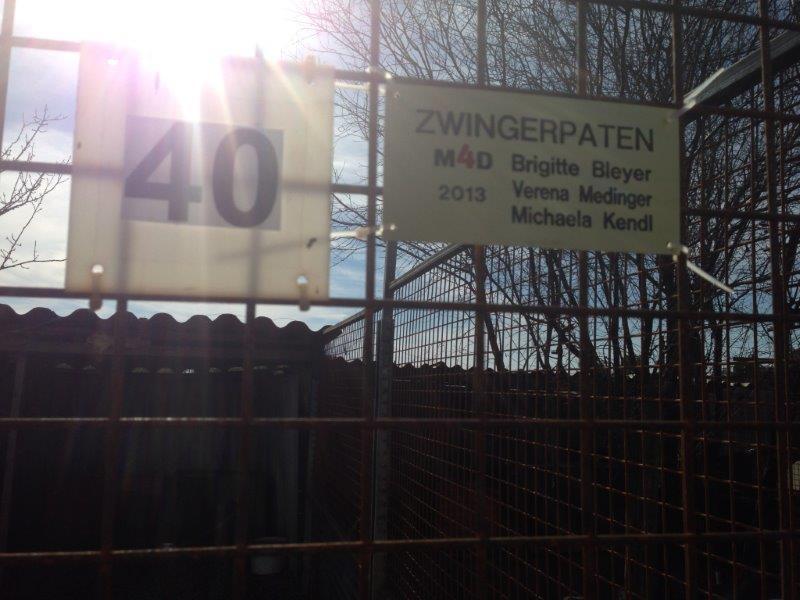 40
ZWINGERPATEN
M4D Brigitte Bleyer
2013 Verena Medinger
Michaela Kendl